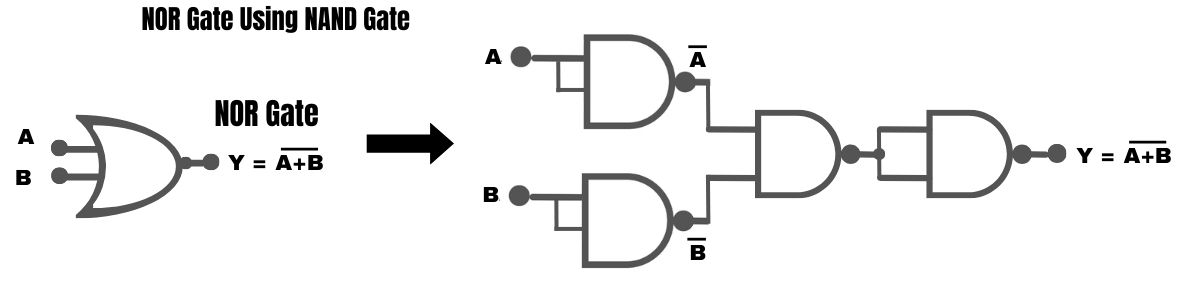 NOR Gate Using NAND Gate
NOR Gate
A
B
Y = A̅+̅B̅
A
A̅
B
B̅
Y = A̅+̅B̅